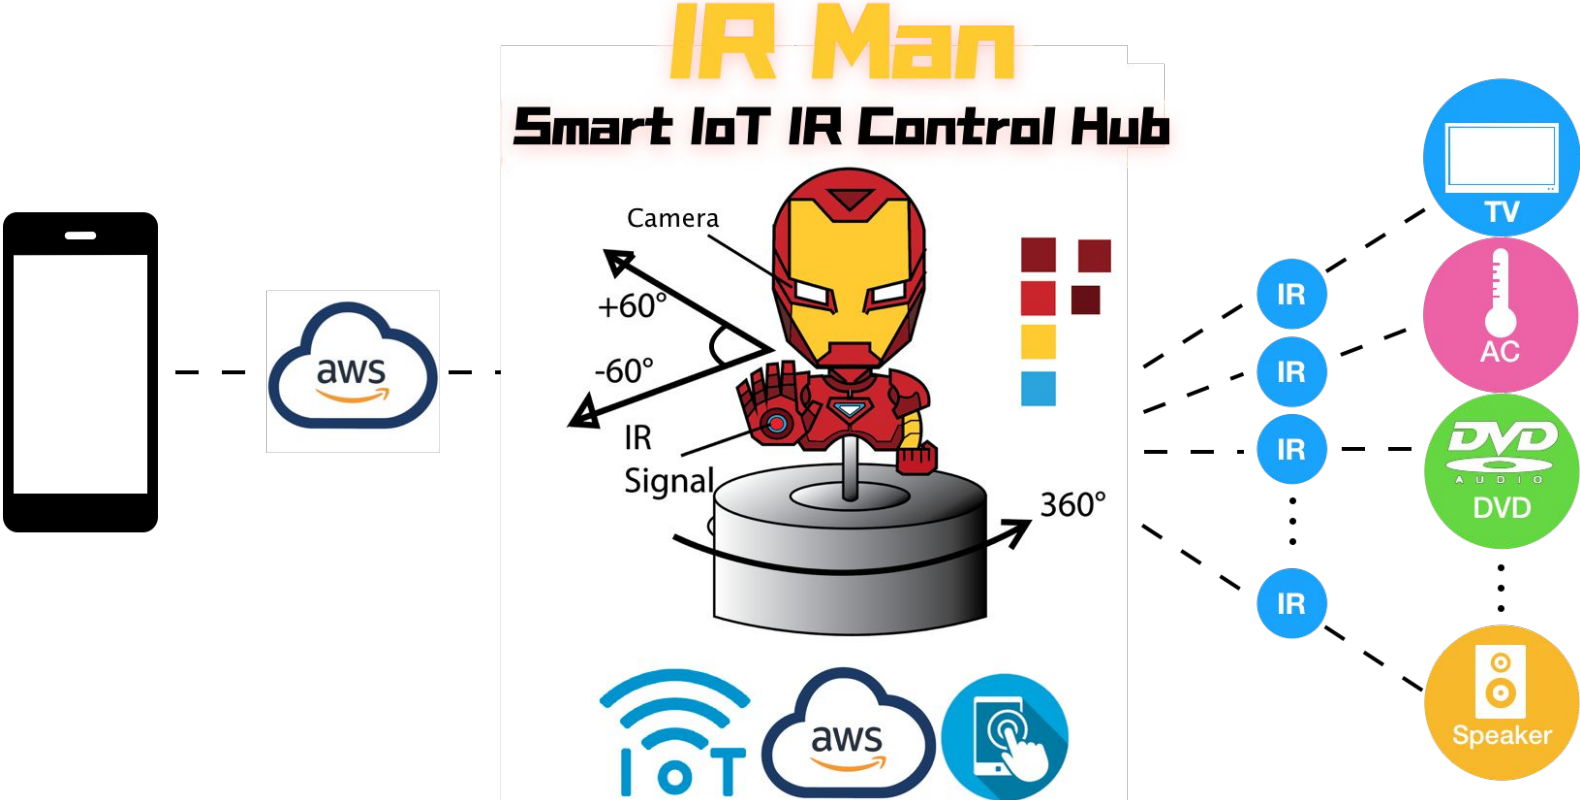 IR Man
Smart IoT IR Control Hub
Camera
+60°
-60°
IR
Signal
360°
aws
IoT
aws
IR
IR
IR
IR
TV
AC
DVD
AUDIO
DVD
Speaker